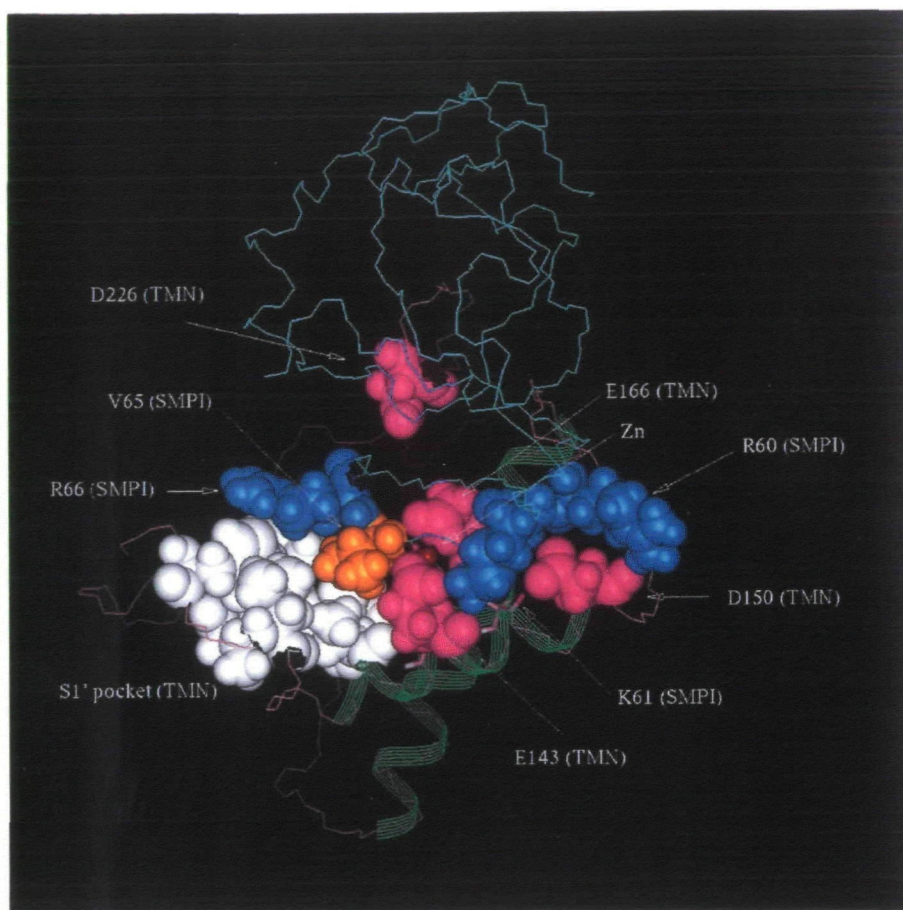 D226 (TMN)
V65 (SMPI)
E166 (TMN)
Zn
R60 (SMPI)
R66 (SMPI)
D150 (TMN)
S1' pocket (TMN)
K61 (SMPI)
E143 (TMN)